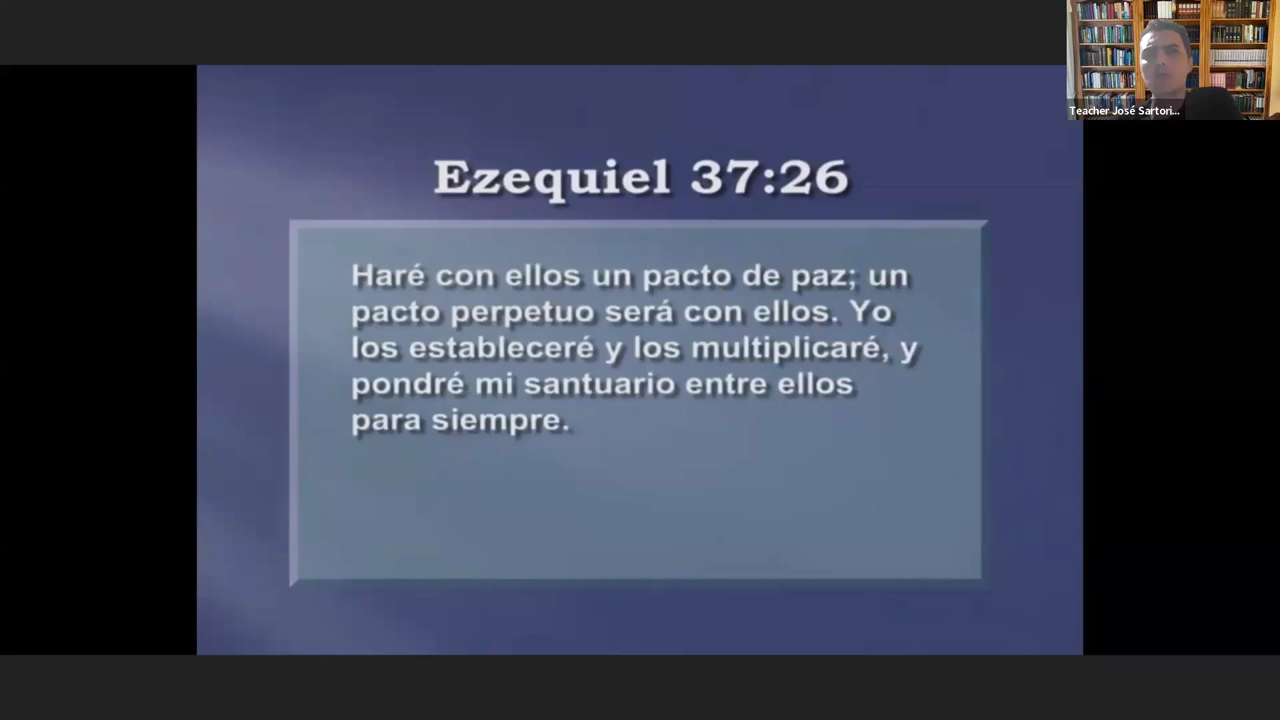 Teacher José Sartori...
Ezequiel 37:26
Haré con ellos un pacto de paz; un
pacto perpetuo será con ellos. Yo
los estableceré y los multiplicaré, y
pondré mi santuario entre ellos
para siempre.